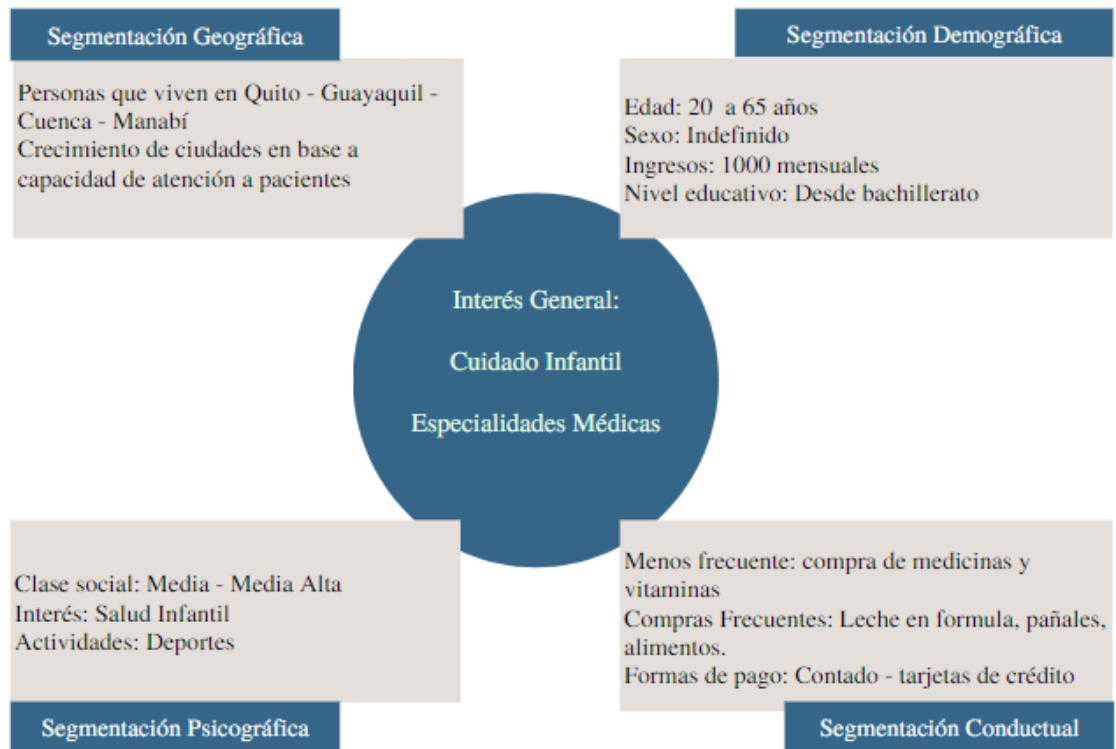 Segmentación Geográfica
Personas que viven en Quito - Guayaquil -
Cuenca - Manabí
Crecimiento de ciudades en base a
capacidad de atención a pacientes
Segmentación Demográfica
Edad: 20 a 65 años
Sexo: Indefinido
Ingresos: 1000 mensuales
Nivel educativo: Desde bachillerato
Interés General:
Cuidado Infantil
Especialidades Médicas
Clase social: Media - Media Alta
Interés: Salud Infantil
Actividades: Deportes
Segmentación Psicográfica
Menos frecuente: compra de medicinas y
vitaminas
Compras Frecuentes: Leche en formula, pañales,
alimentos.
Formas de pago: Contado - tarjetas de crédito
Segmentación Conductual